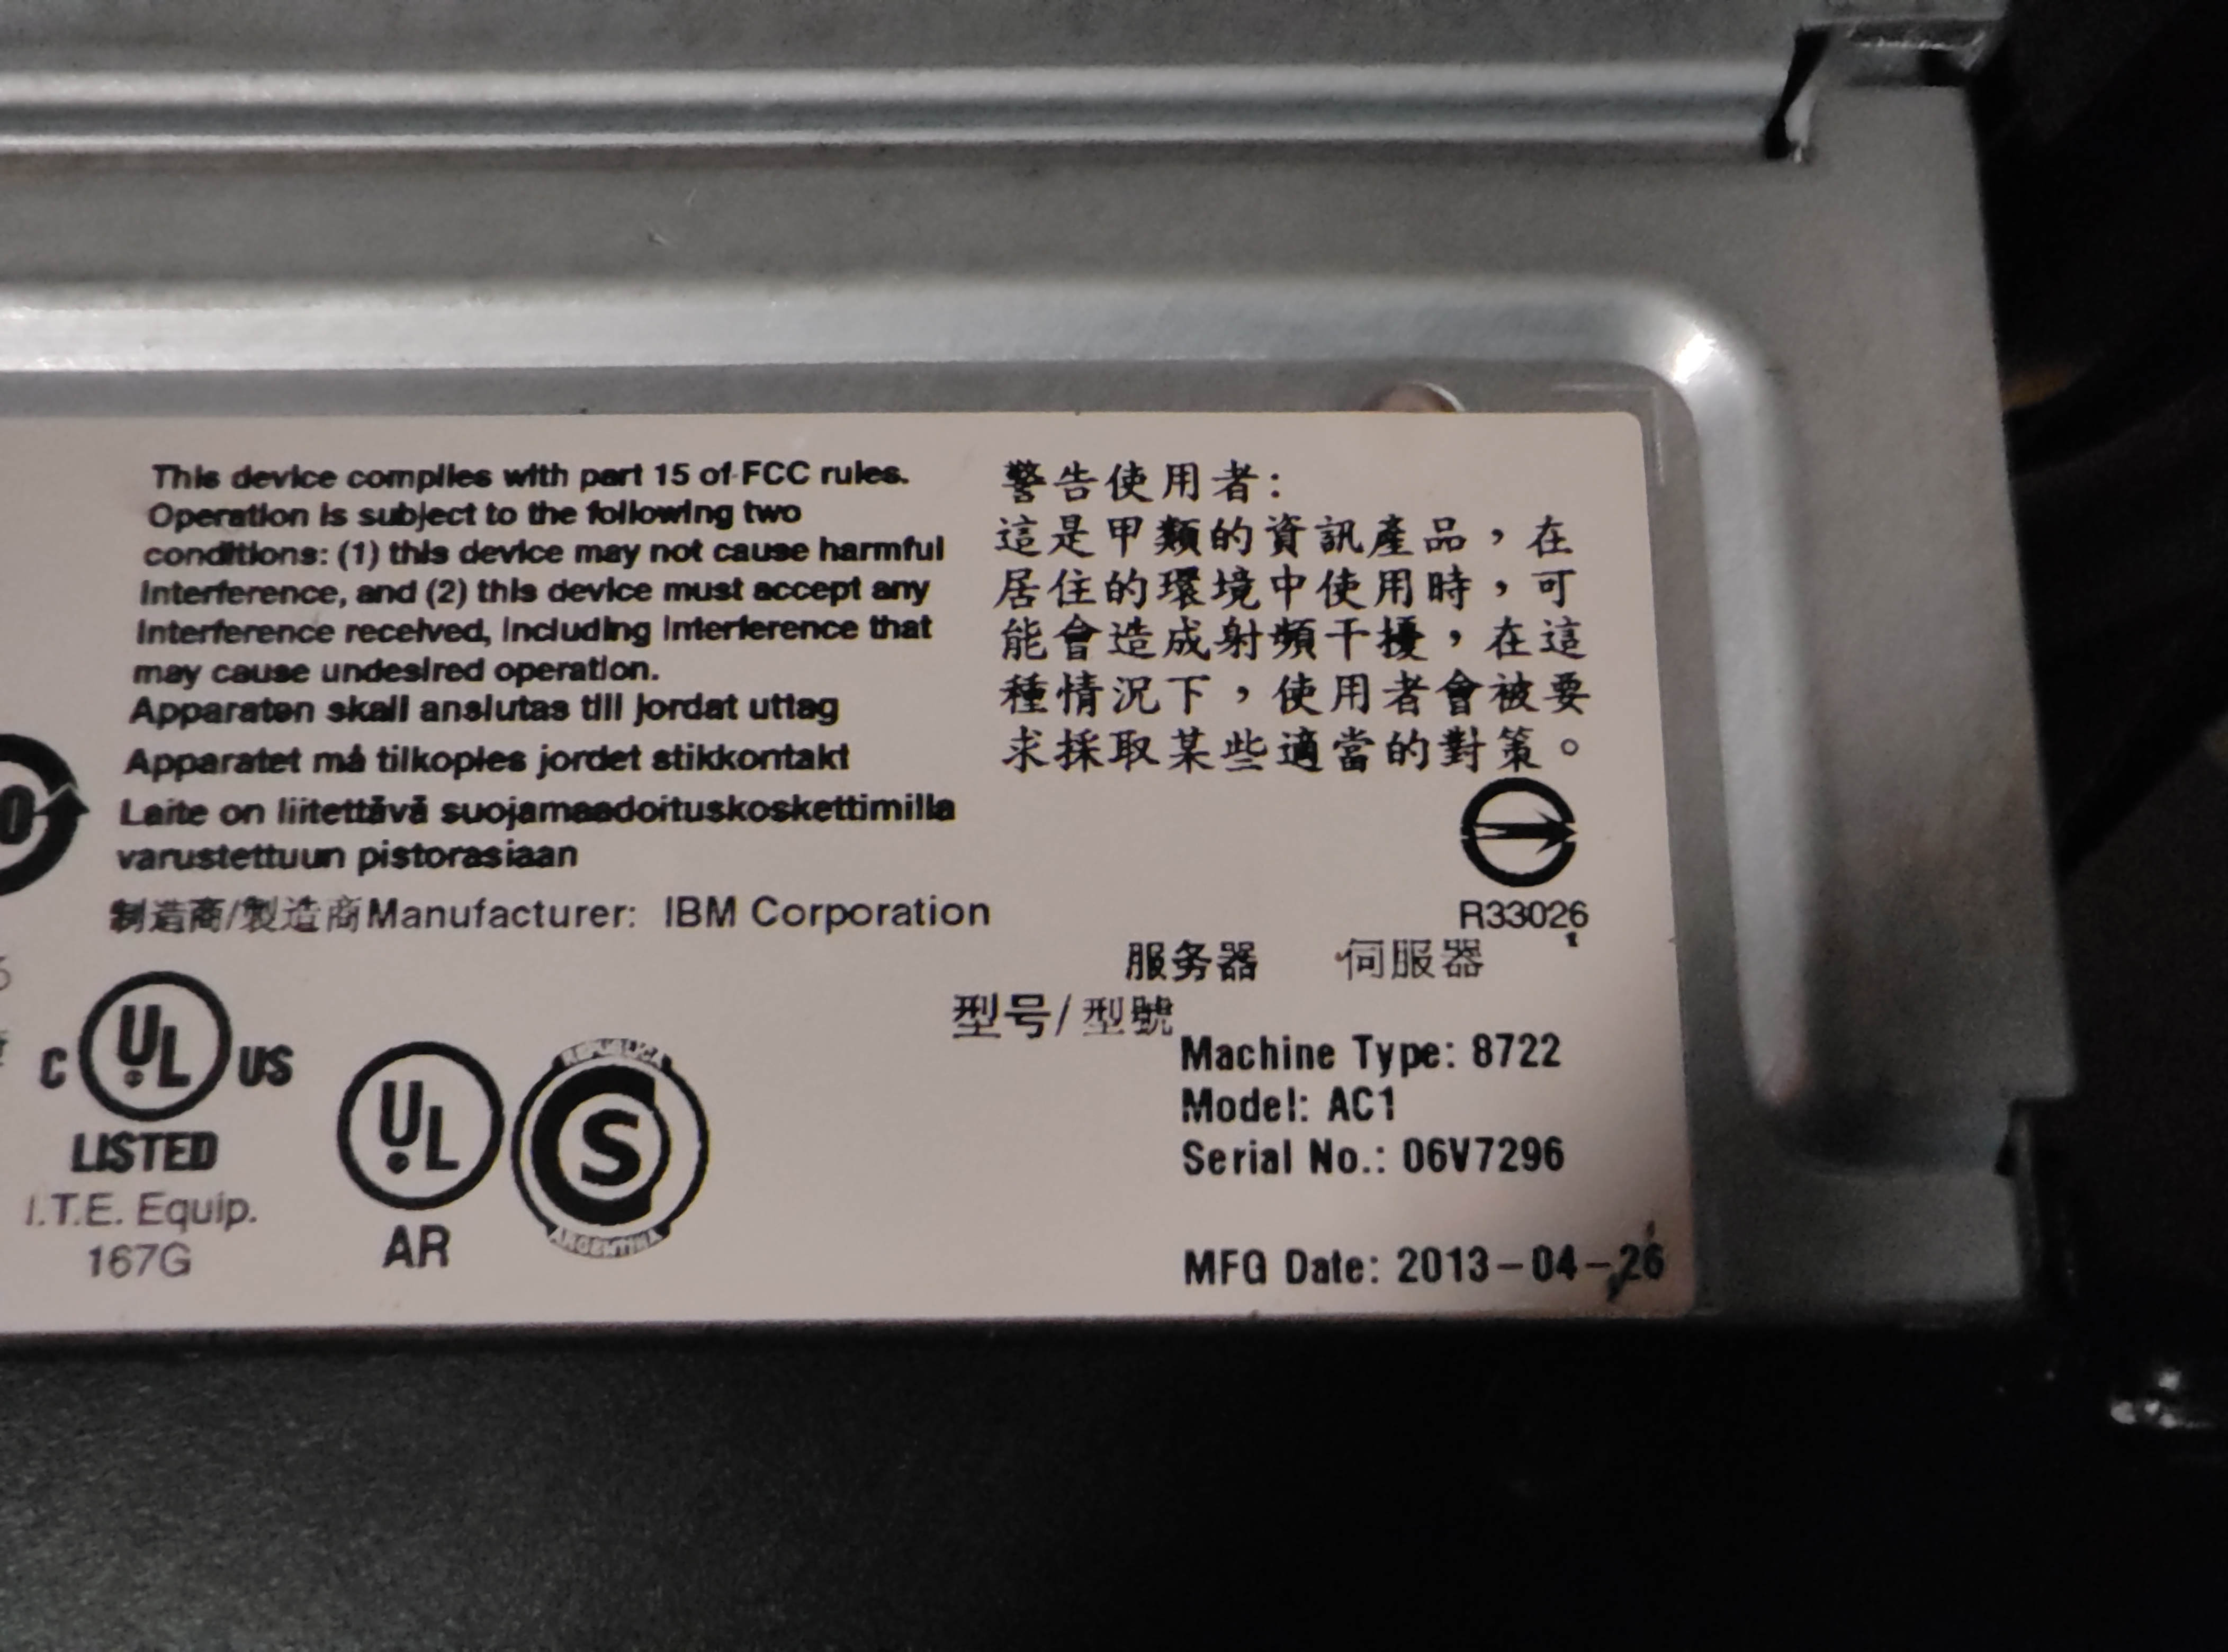 This device complies with part 15 of FCC rules.
Operation is subject to the following two
conditions: (1) this device may not cause harmful
interference, and (2) this device must accept any
interference received, including interference that
may cause undesired operation.
Apparaten skall anslutas till jordat uttag
Apparatet må tilkoples jordet stikkontakt
Laite on liitettävä suojamaadoituskoskettimilla
varustettuun pistorasiaan
警告使用者:
這是甲類的資訊產品，在
居住的環境中使用時，可
能會造成射頻干擾，在這
種情況下，使用者會被要
求採取某些適當的對策。
R33026
制造商/製造商Manufacturer: IBM Corporation
服务器 伺服器
型号/型號
Machine Type: 8722
Model: AC1
Serial No.: 06V7296
MFG Date: 2013-04-26
C UL US
LISTED
I.T.E. Equip.
167G
UL
AR
REPUBLICA
S
ARGENTINA